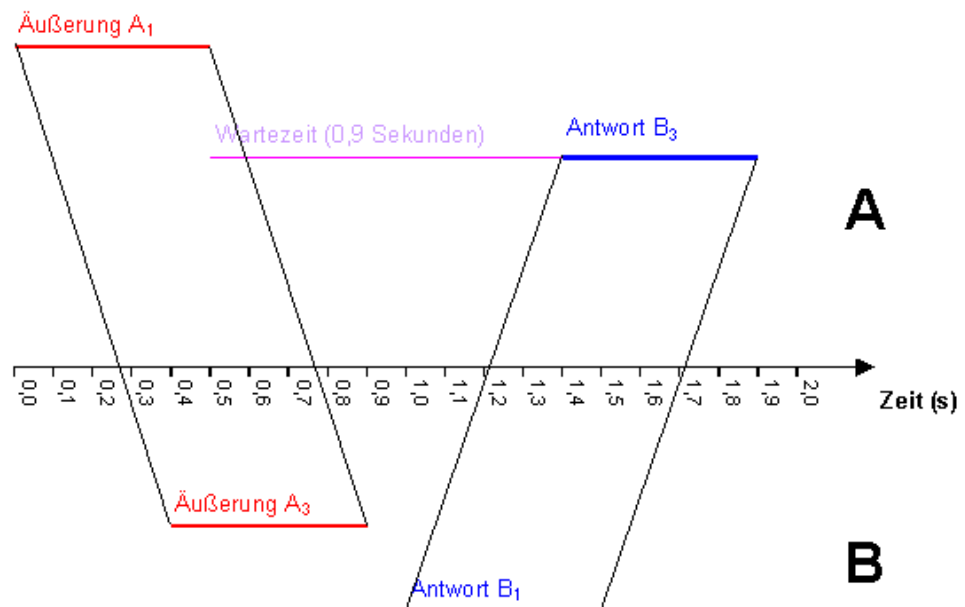 Äußerung A₁
Wartezeit (0,9 Sekunden)
Antwort B₃
A
0,0 0,1 0,2 0,3 0,4 0,5 0,6 0,7 0,8 0,9 1,0 1,1 1,2 1,3 1,4 1,5 1,6 1,7 1,8 1,9 2,0
Zeit (s)
Äußerung A₃
B
Antwort B₁